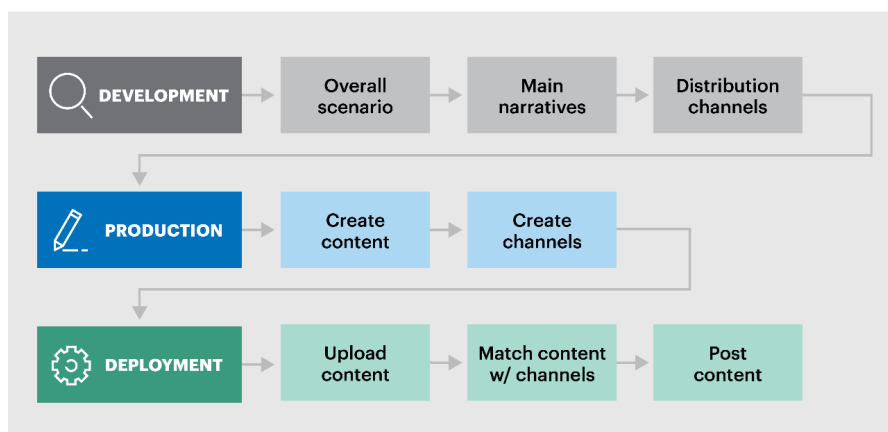 DEVELOPMENT
Overall
scenario
Main
narratives
Distribution
channels
PRODUCTION
Create
content
Create
channels
DEPLOYMENT
Upload
content
Match content
w/ channels
Post
content